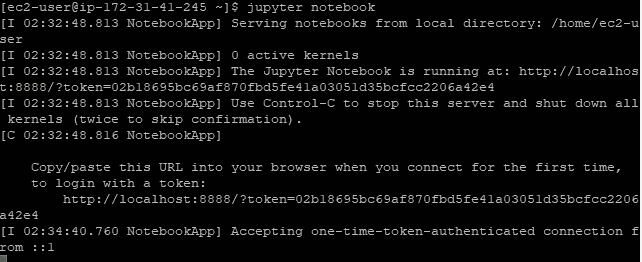 [ec2-user@ip-172-31-41-245 ~]$ jupyter notebook
[I 02:32:48.813 NotebookApp] Serving notebooks from local directory: /home/ec2-u
ser
[I 02:32:48.813 NotebookApp] 0 active kernels
[I 02:32:48.813 NotebookApp] The Jupyter Notebook is running at: http://localhos
t:8888/?token=02b18695bc69af870fbd5fe41a03051d35bcfcc2206a42e4
[I 02:32:48.813 NotebookApp] Use Control-C to stop this server and shut down all
 kernels (twice to skip confirmation).
[C 02:32:48.816 NotebookApp]
    Copy/paste this URL into your browser when you connect for the first time,
    to login with a token:
        http://localhost:8888/?token=02b18695bc69af870fbd5fe41a03051d35bcfcc2206
a42e4
[I 02:34:40.760 NotebookApp] Accepting one-time-token-authenticated connection f
rom ::1